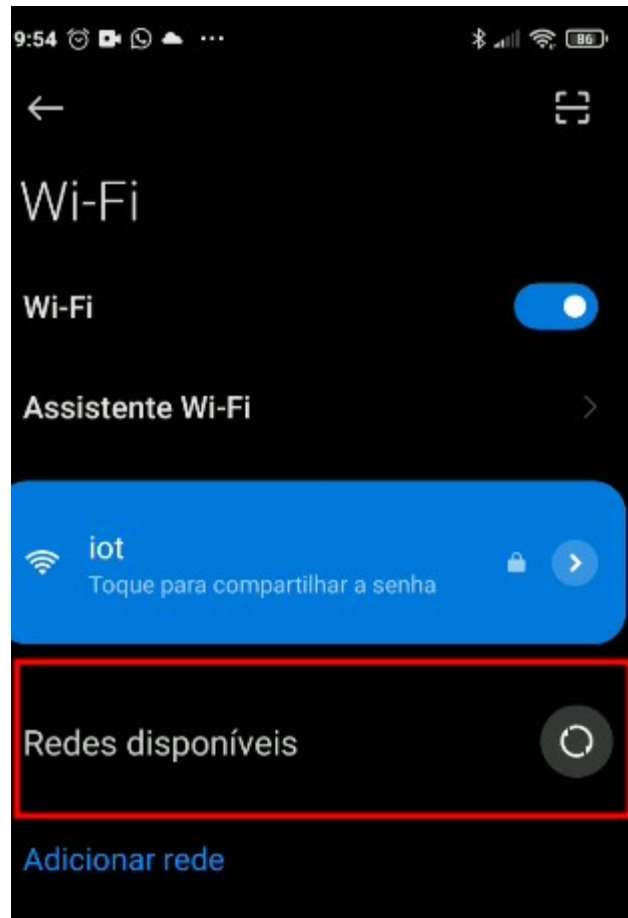 9:54 86
Wi-Fi
Wi-Fi
Assistente Wi-Fi
iot
Toque para compartilhar a senha
Redes disponíveis
Adicionar rede